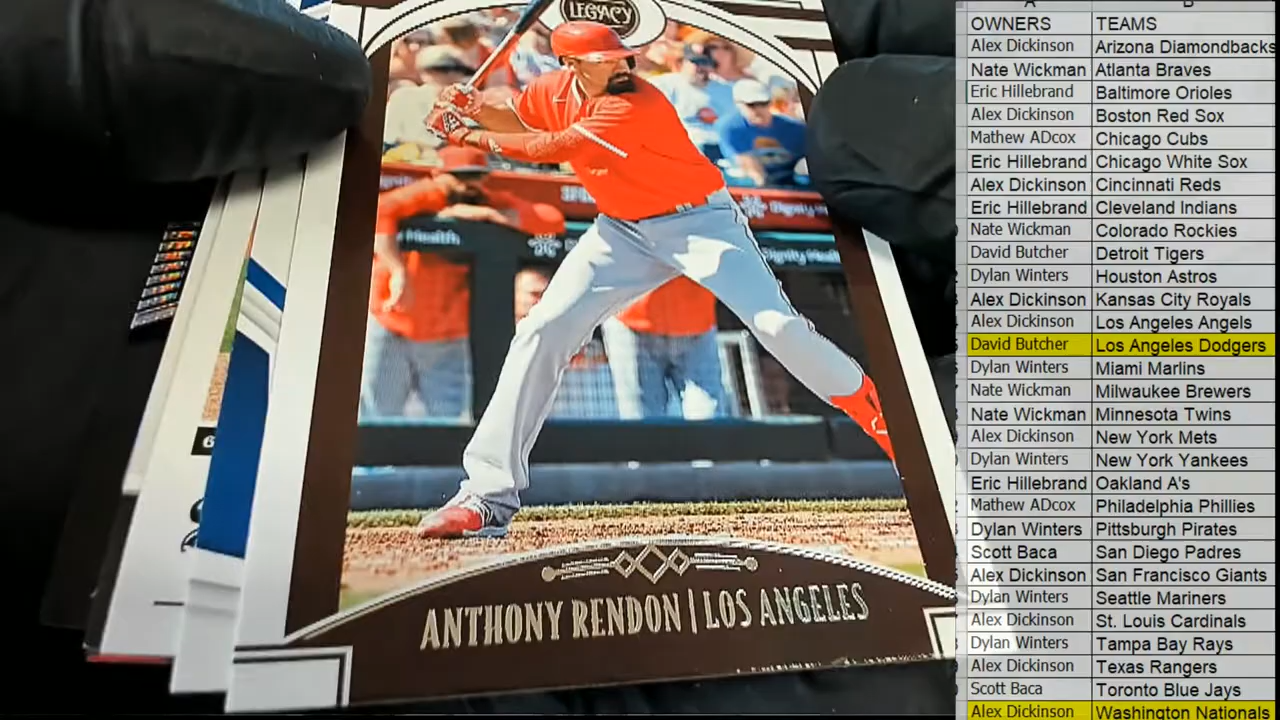 LEGACY
Health
Dignity
Dignity Health
ANTHONY RENDON | LOS ANGELES
OWNERS TEAMS
Alex Dickinson Arizona Diamondbacks
Nate Wickman Atlanta Braves
Eric Hillebrand Baltimore Orioles
Alex Dickinson Boston Red Sox
Mathew ADcox Chicago Cubs
Eric Hillebrand Chicago White Sox
Alex Dickinson Cincinnati Reds
Eric Hillebrand Cleveland Indians
Nate Wickman Colorado Rockies
David Butcher Detroit Tigers
Dylan Winters Houston Astros
Alex Dickinson Kansas City Royals
Alex Dickinson Los Angeles Angels
David Butcher Los Angeles Dodgers
Dylan Winters Miami Marlins
Nate Wickman Milwaukee Brewers
Nate Wickman Minnesota Twins
Alex Dickinson New York Mets
Dylan Winters New York Yankees
Eric Hillebrand Oakland A's
Mathew ADcox Philadelphia Phillies
Dylan Winters Pittsburgh Pirates
Scott Baca San Diego Padres
Alex Dickinson San Francisco Giants
Dylan Winters Seattle Mariners
Alex Dickinson St. Louis Cardinals
Dylan Winters Tampa Bay Rays
Alex Dickinson Texas Rangers
Scott Baca Toronto Blue Jays
Alex Dickinson Washington Nationals